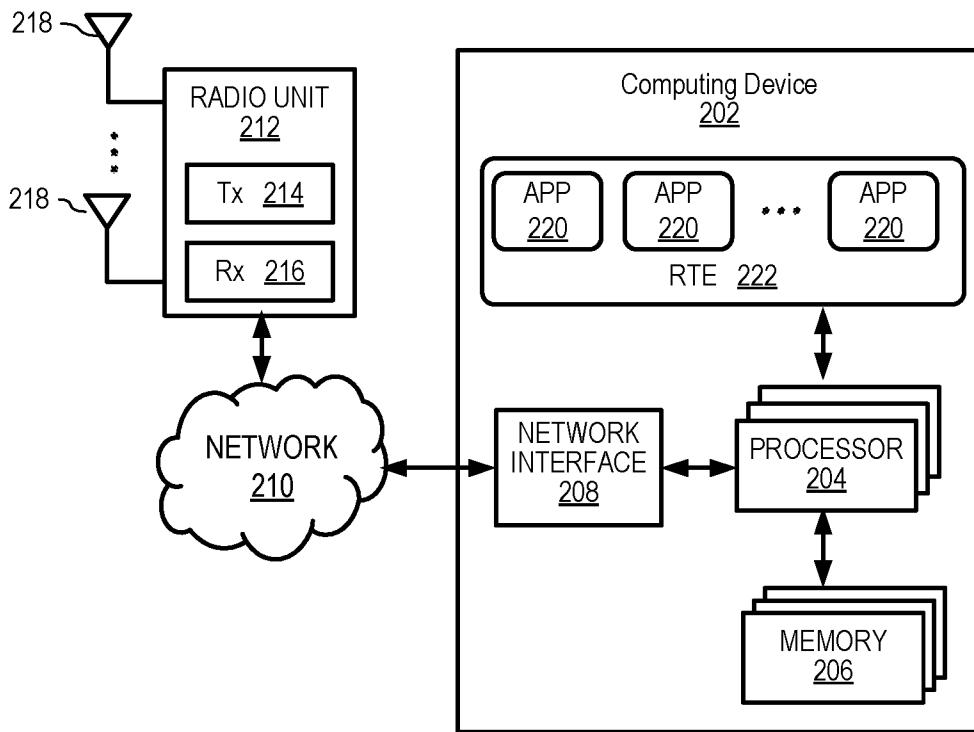 218
RADIO UNIT
212
Tx 214
218
Rx 216
NETWORK
210
Computing Device
202
APP
220
APP
220
APP
220
RTE 222
NETWORK
INTERFACE
208
PROCESSOR
204
MEMORY
206